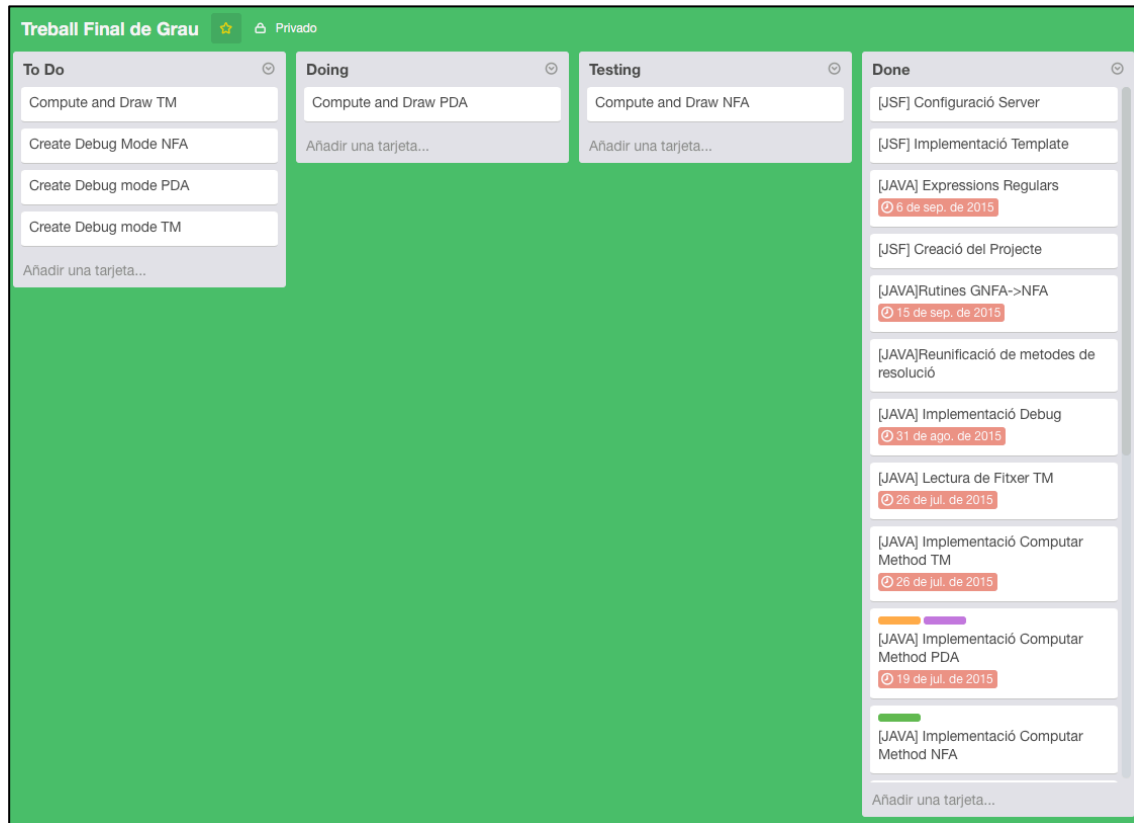 Treball Final de Grau
Privado
To Do
Compute and Draw TM
Create Debug Mode NFA
Create Debug mode PDA
Create Debug mode TM
Añadir una tarjeta...
Doing
Compute and Draw PDA
Añadir una tarjeta...
Testing
Compute and Draw NFA
Añadir una tarjeta...
Done
[JSF] Configuració Server
[JSF] Implementació Template
[JAVA] Expressions Regulars
6 de sep. de 2015
[JSF] Creació del Projecte
[JAVA]Rutines GNFA->NFA
15 de sep. de 2015
[JAVA]Reunificació de metodes de
resolució
[JAVA] Implementació Debug
31 de ago. de 2015
[JAVA] Lectura de Fitxer TM
26 de jul. de 2015
[JAVA] Implementació Computar
Method TM
26 de jul. de 2015
[JAVA] Implementació Computar
Method PDA
19 de jul. de 2015
[JAVA] Implementació Computar
Method NFA
Añadir una tarjeta...